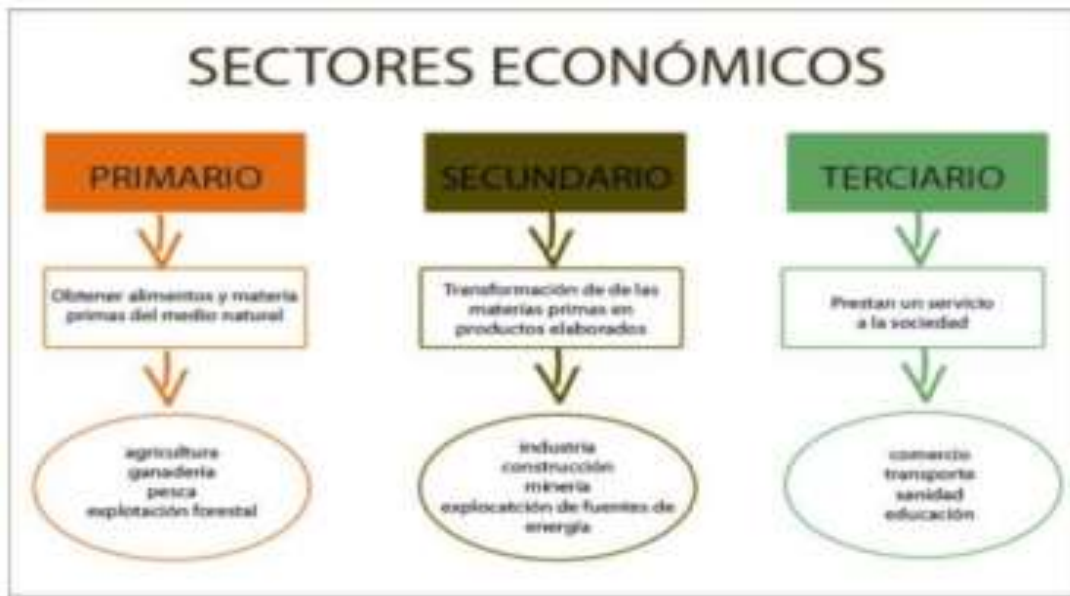 SECTORES ECONÓMICOS
PRIMARIO
Obtener alimentos y materia
primas del medio natural
agricultura
ganadería
pesca
explotación forestal
SECUNDARIO
Transformación de de las
materías primas en
productos elaborados
industria
construcción
minería
explocatción de fuentes de
energía
TERCIARIO
Prestan un servicio
a la sociedad
comercio
transporte
sanidad
educación